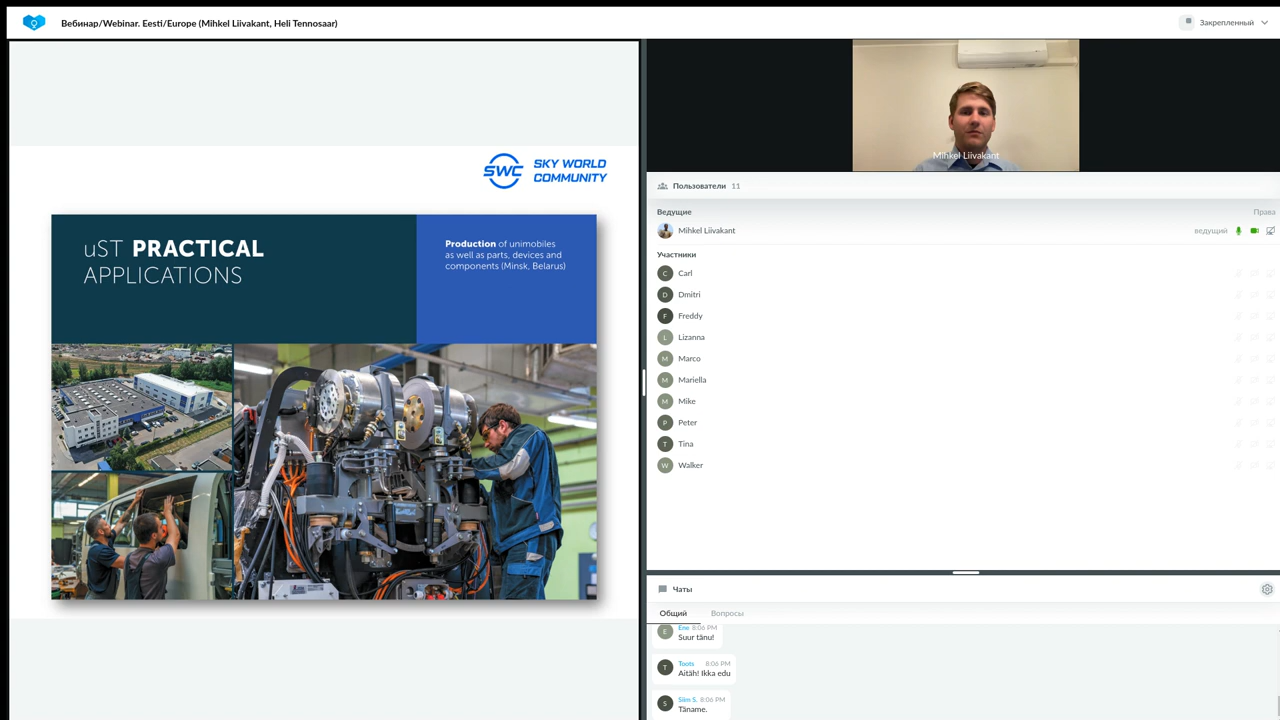 Вебинар/Webinar. Eesti/Europe (Mihkel Liivakant, Heli Tennosaar)
Закрепленный
SWC SKY WORLD
COMMUNITY
uST PRACTICAL
APPLICATIONS
Production of unimobiles
as well as parts, devices and
components (Minsk, Belarus)
Mihkel Liivakant
Пользователи 11
Ведущие Права
Mihkel Liivakant ведущий
Участники
C Carl
D Dmitri
F Freddy
L Lizanna
M Marco
M Mariella
M Mike
P Peter
T Tina
W Walker
Чаты
Общий Вопросы
E Ene 8:06 PM
Suur tänu!
T Toots 8:06 PM
Aitäh! Ikka edu
S Siim S. 8:06 PM
Täname.